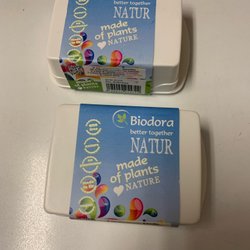 better together
NATUR
made
of plants
NATURE
Biodora
better together
NATUR
made
of plants
NATURE